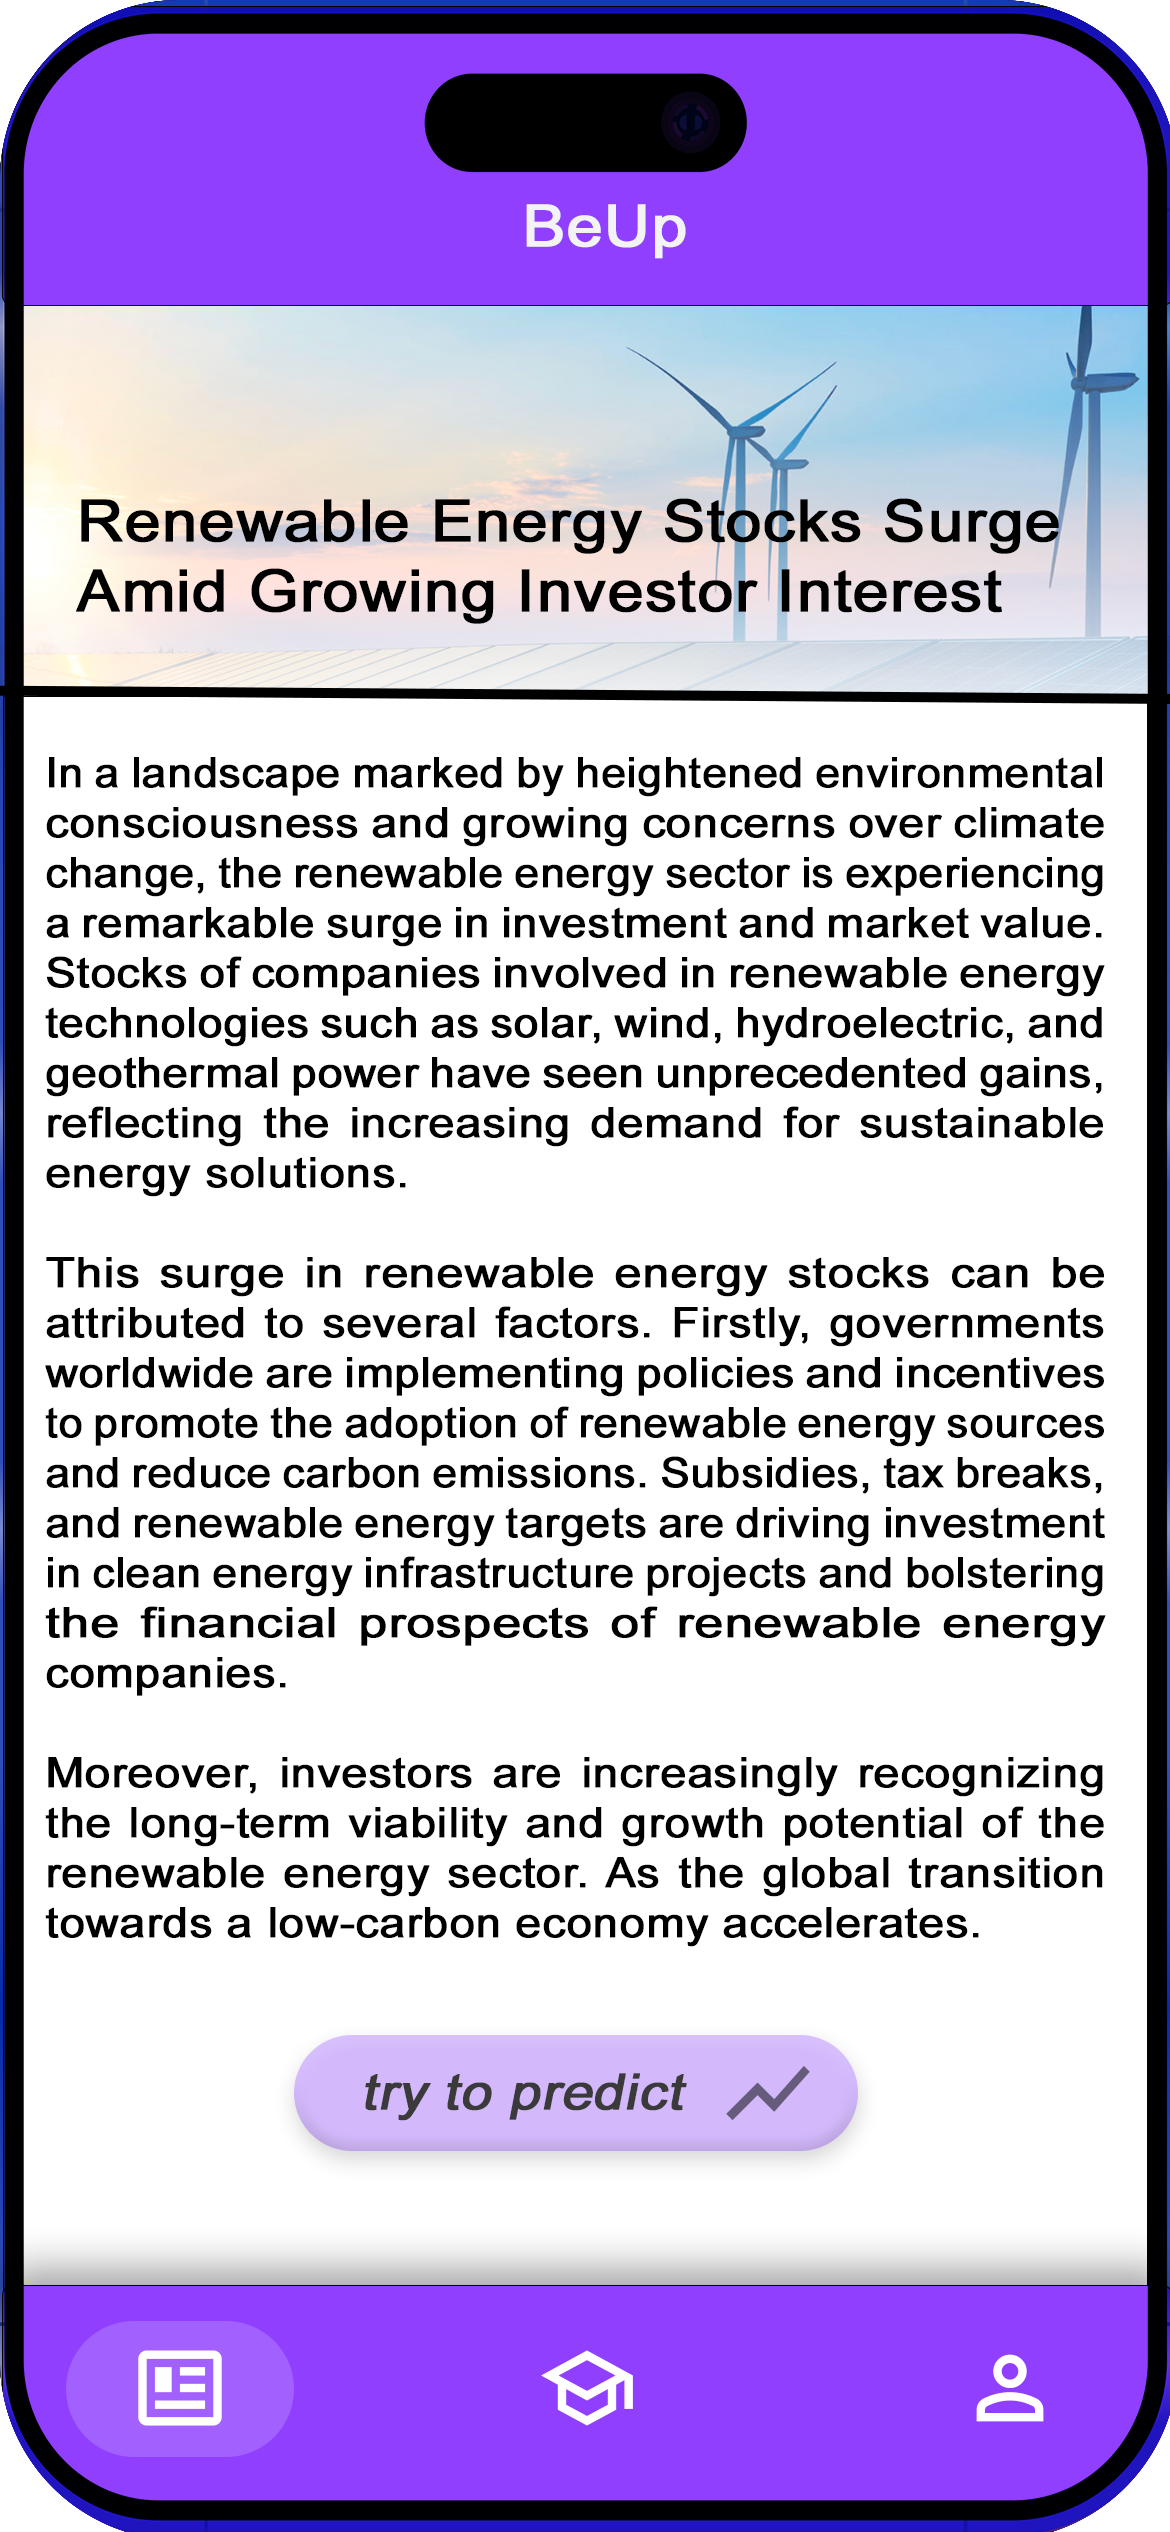 BeUp
Renewable Energy Stocks Surge
Amid Growing Investor Interest
In a landscape marked by heightened environmental
consciousness and growing concerns over climate
change, the renewable energy sector is experiencing
a remarkable surge in investment and market value.
Stocks of companies involved in renewable energy
technologies such as solar, wind, hydroelectric, and
geothermal power have seen unprecedented gains,
reflecting the increasing demand for sustainable
energy solutions.
This surge in renewable energy stocks can be
attributed to several factors. Firstly, governments
worldwide are implementing policies and incentives
to promote the adoption of renewable energy sources
and reduce carbon emissions. Subsidies, tax breaks,
and renewable energy targets are driving investment
in clean energy infrastructure projects and bolstering
the financial prospects of renewable energy
companies.
Moreover, investors are increasingly recognizing
the long-term viability and growth potential of the
renewable energy sector. As the global transition
towards a low-carbon economy accelerates.
try to predict